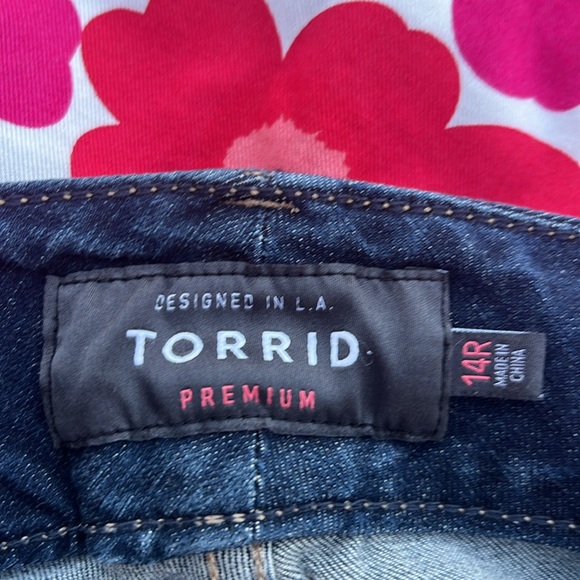 DESIGNED IN L.A.
TORRID
PREMIUM
14R
MADE IN
CHINA